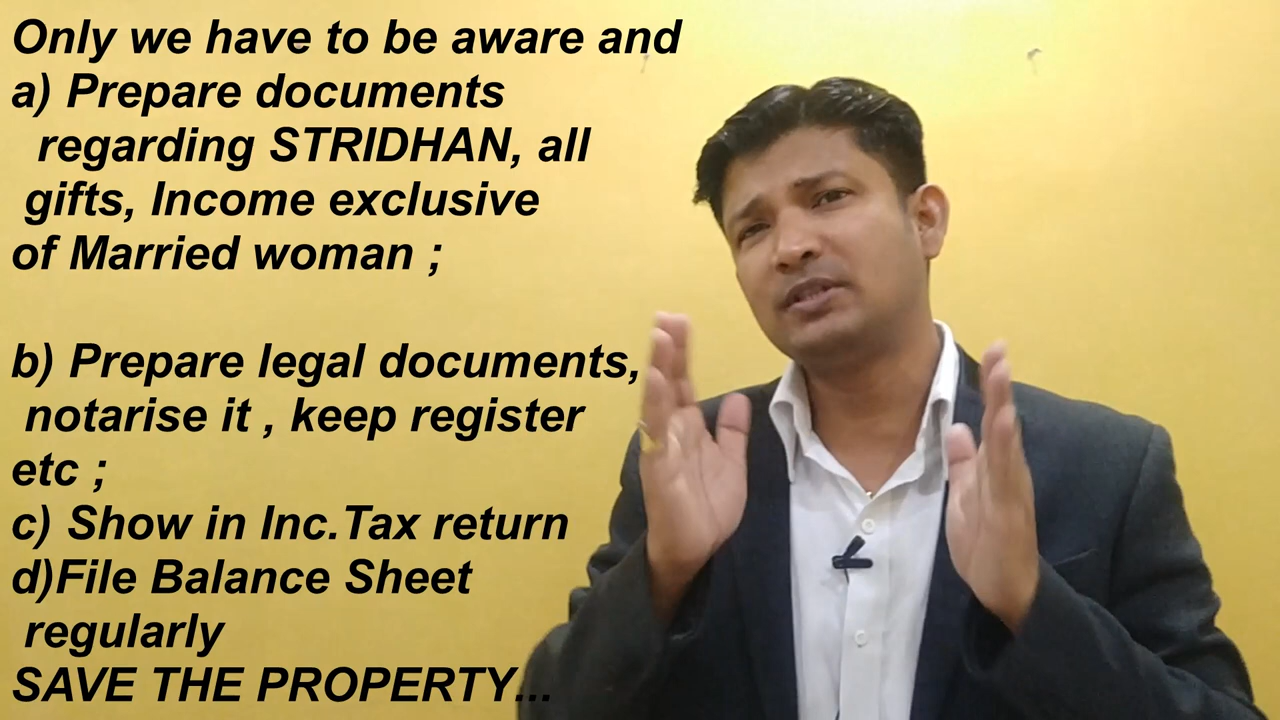 Only we have to be aware and
a) Prepare documents
regarding STRIDHAN, all
gifts, Income exclusive
of Married woman ;
b) Prepare legal documents,
notarise it , keep register
etc ;
c) Show in Inc.Tax return
d)File Balance Sheet
regularly
SAVE THE PROPERTY...